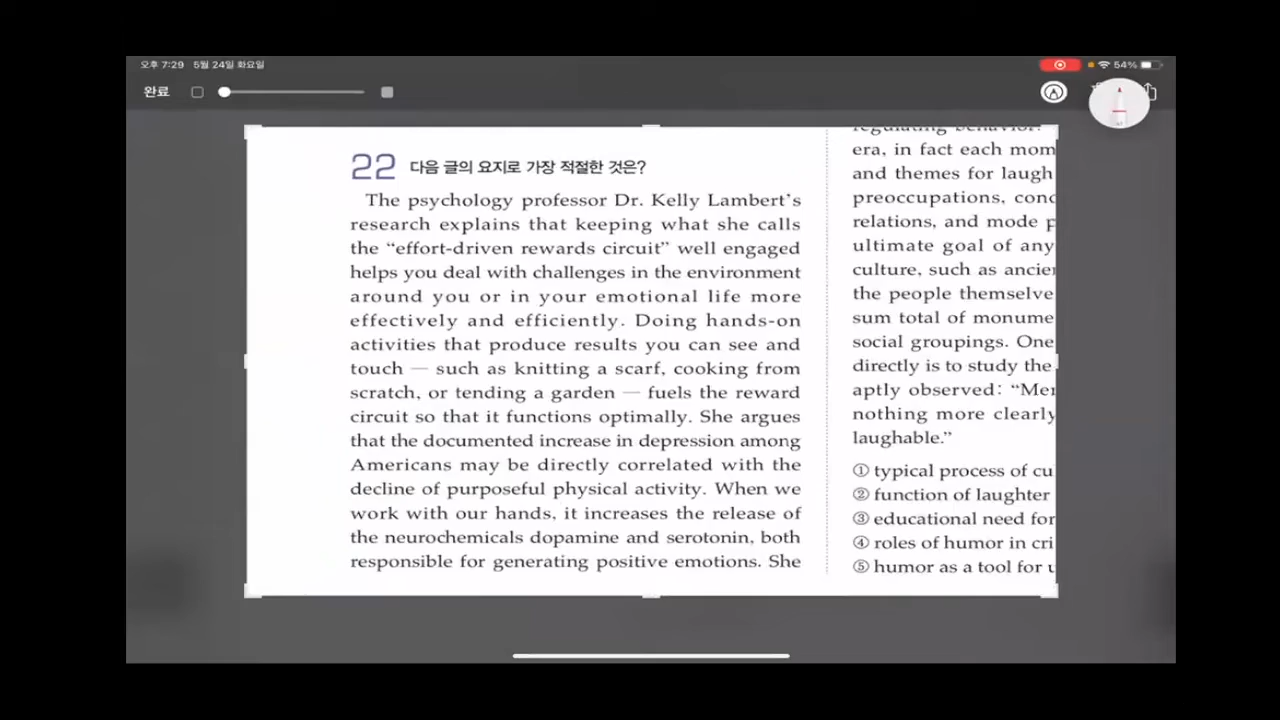 오후 7:29 5월 24일 화요일
54%
완료
22 다음 글의 요지로 가장 적절한 것은?
The psychology professor Dr. Kelly Lambert's
research explains that keeping what she calls
the “effort-driven rewards circuit” well engaged
helps you deal with challenges in the environment
around you or in your emotional life more
effectively and efficiently. Doing hands-on
activities that produce results you can see and
touch — such as knitting a scarf, cooking from
scratch, or tending a garden — fuels the reward
circuit so that it functions optimally. She argues
that the documented increase in depression among
Americans may be directly correlated with the
decline of purposeful physical activity. When we
work with our hands, it increases the release of
the neurochemicals dopamine and serotonin, both
responsible for generating positive emotions. She
regulating behavior.
era, in fact each mom
and themes for laugh
preoccupations, conc
relations, and mode p
ultimate goal of any
culture, such as ancie
the people themselve
sum total of monume
social groupings. One
directly is to study the
aptly observed: “Mer
nothing more clearly
laughable.”
① typical process of cu
② function of laughter
③ educational need for
④ roles of humor in cri
⑤ humor as a tool for u